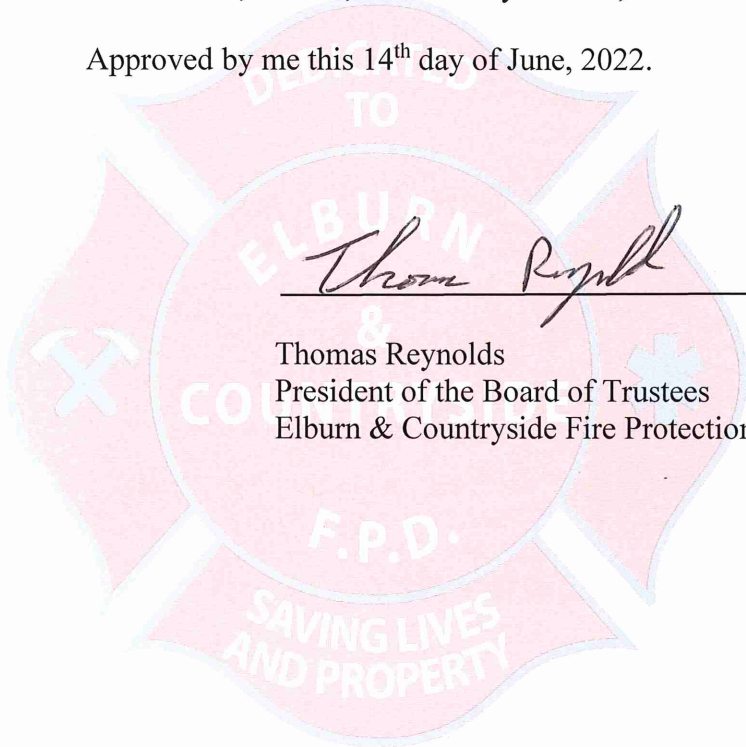 Approved by me this 14th day of June, 2022.
DEDICATED
TO
ELBURN
Thomas Reynolds
&
Thomas Reynolds
President of the Board of Trustees
COUNTRYSIDE
Elburn & Countryside Fire Protection
F.P.D.
SAVING LIVES
AND PROPERTY